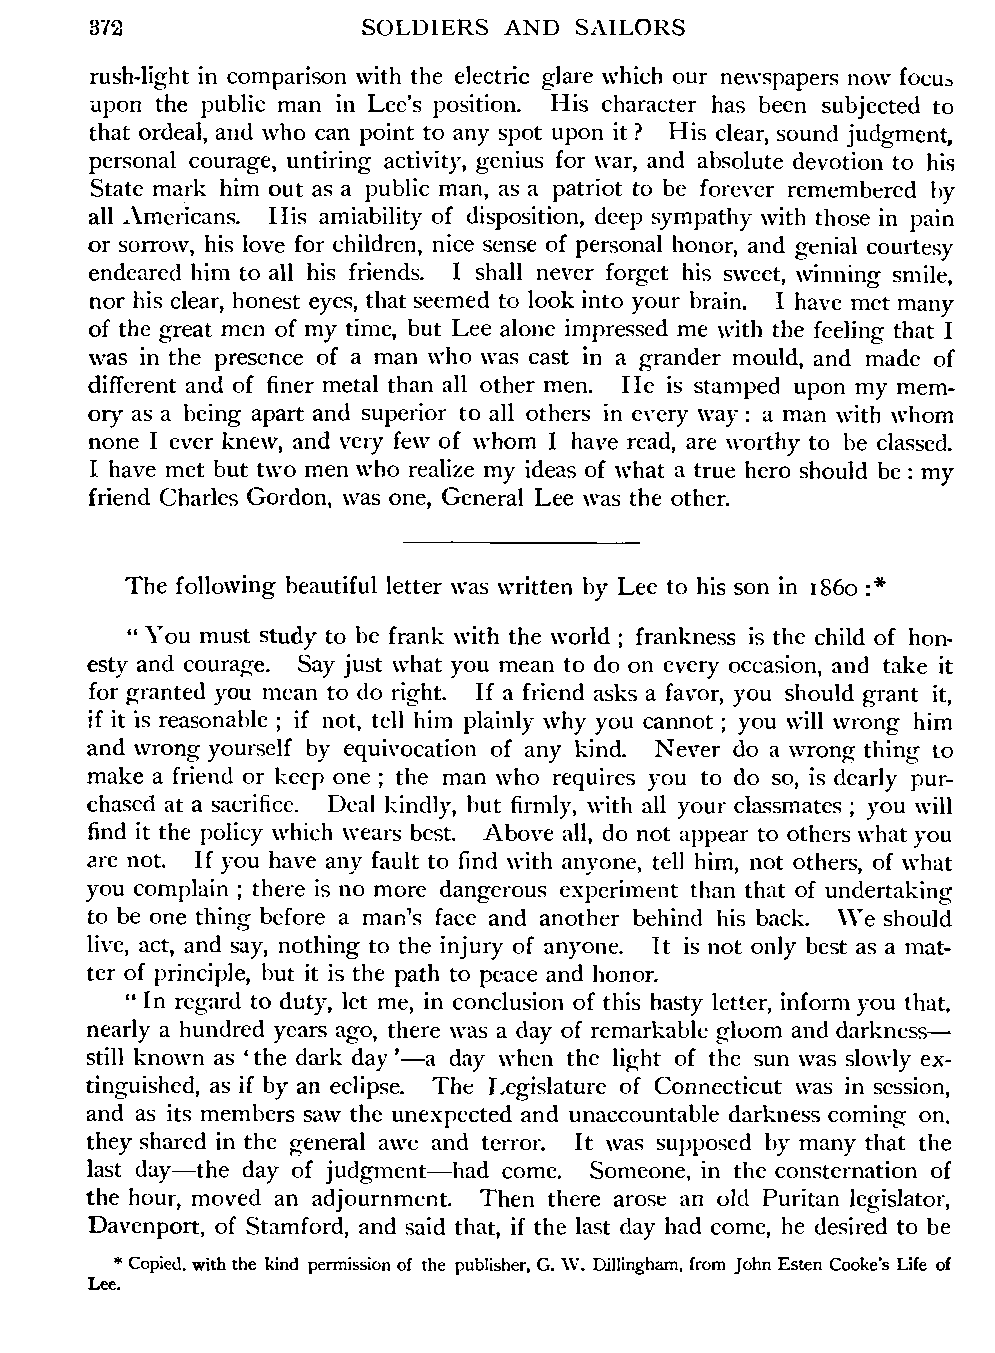 372 SOLDIERS AND SAILORS
rush-light in comparison with the electric glare which our newspapers now focus
upon the public man in Lee's position. His character has been subjected to
that ordeal, and who can point to any spot upon it? His clear, sound judgment,
personal courage, untiring activity, genius for war, and absolute devotion to his
State mark him out as a public man, as a patriot to be forever remembered by
all Americans. His amiability of disposition, deep sympathy with those in pain
or sorrow, his love for children, nice sense of personal honor, and genial courtesy
endeared him to all his friends. I shall never forget his sweet, winning smile,
nor his clear, honest eyes, that seemed to look into your brain. I have met many
of the great men of my time, but Lee alone impressed me with the feeling that I
was in the presence of a man who was cast in a grander mould, and made of
different and of finer metal than all other men. He is stamped upon my mem-
ory as a being apart and superior to all others in every way: a man with whom
none I ever knew, and very few of whom I have read, are worthy to be classed.
I have met but two men who realize my ideas of what a true hero should be: my
friend Charles Gordon, was one, General Lee was the other.
The following beautiful letter was written by Lee to his son in 1860:*
"You must study to be frank with the world; frankness is the child of hon-
esty and courage. Say just what you mean to do on every occasion, and take it
for granted you mean to do right. If a friend asks a favor, you should grant it,
if it is reasonable; if not, tell him plainly why you cannot; you will wrong him
and wrong yourself by equivocation of any kind. Never do a wrong thing to
make a friend or keep one; the man who requires you to do so, is dearly pur-
chased at a sacrifice. Deal kindly, but firmly, with all your classmates; you will
find it the policy which wears best. Above all, do not appear to others what you
are not. If you have any fault to find with anyone, tell him, not others, of what
you complain; there is no more dangerous experiment than that of undertaking
to be one thing before a man's face and another behind his back. We should
live, act, and say, nothing to the injury of anyone. It is not only best as a mat-
ter of principle, but it is the path to peace and honor.
"In regard to duty, let me, in conclusion of this hasty letter, inform you that,
nearly a hundred years ago, there was a day of remarkable gloom and darkness—
still known as 'the dark day'—a day when the light of the sun was slowly ex-
tinguished, as if by an eclipse. The Legislature of Connecticut was in session,
and as its members saw the unexpected and unaccountable darkness coming on,
they shared in the general awe and terror. It was supposed by many that the
last day—the day of judgment—had come. Someone, in the consternation of
the hour, moved an adjournment. Then there arose an old Puritan legislator,
Davenport, of Stamford, and said that, if the last day had come, he desired to be
* Copied, with the kind permission of the publisher, G. W. Dillingham, from John Esten Cooke's Life of
Lee.